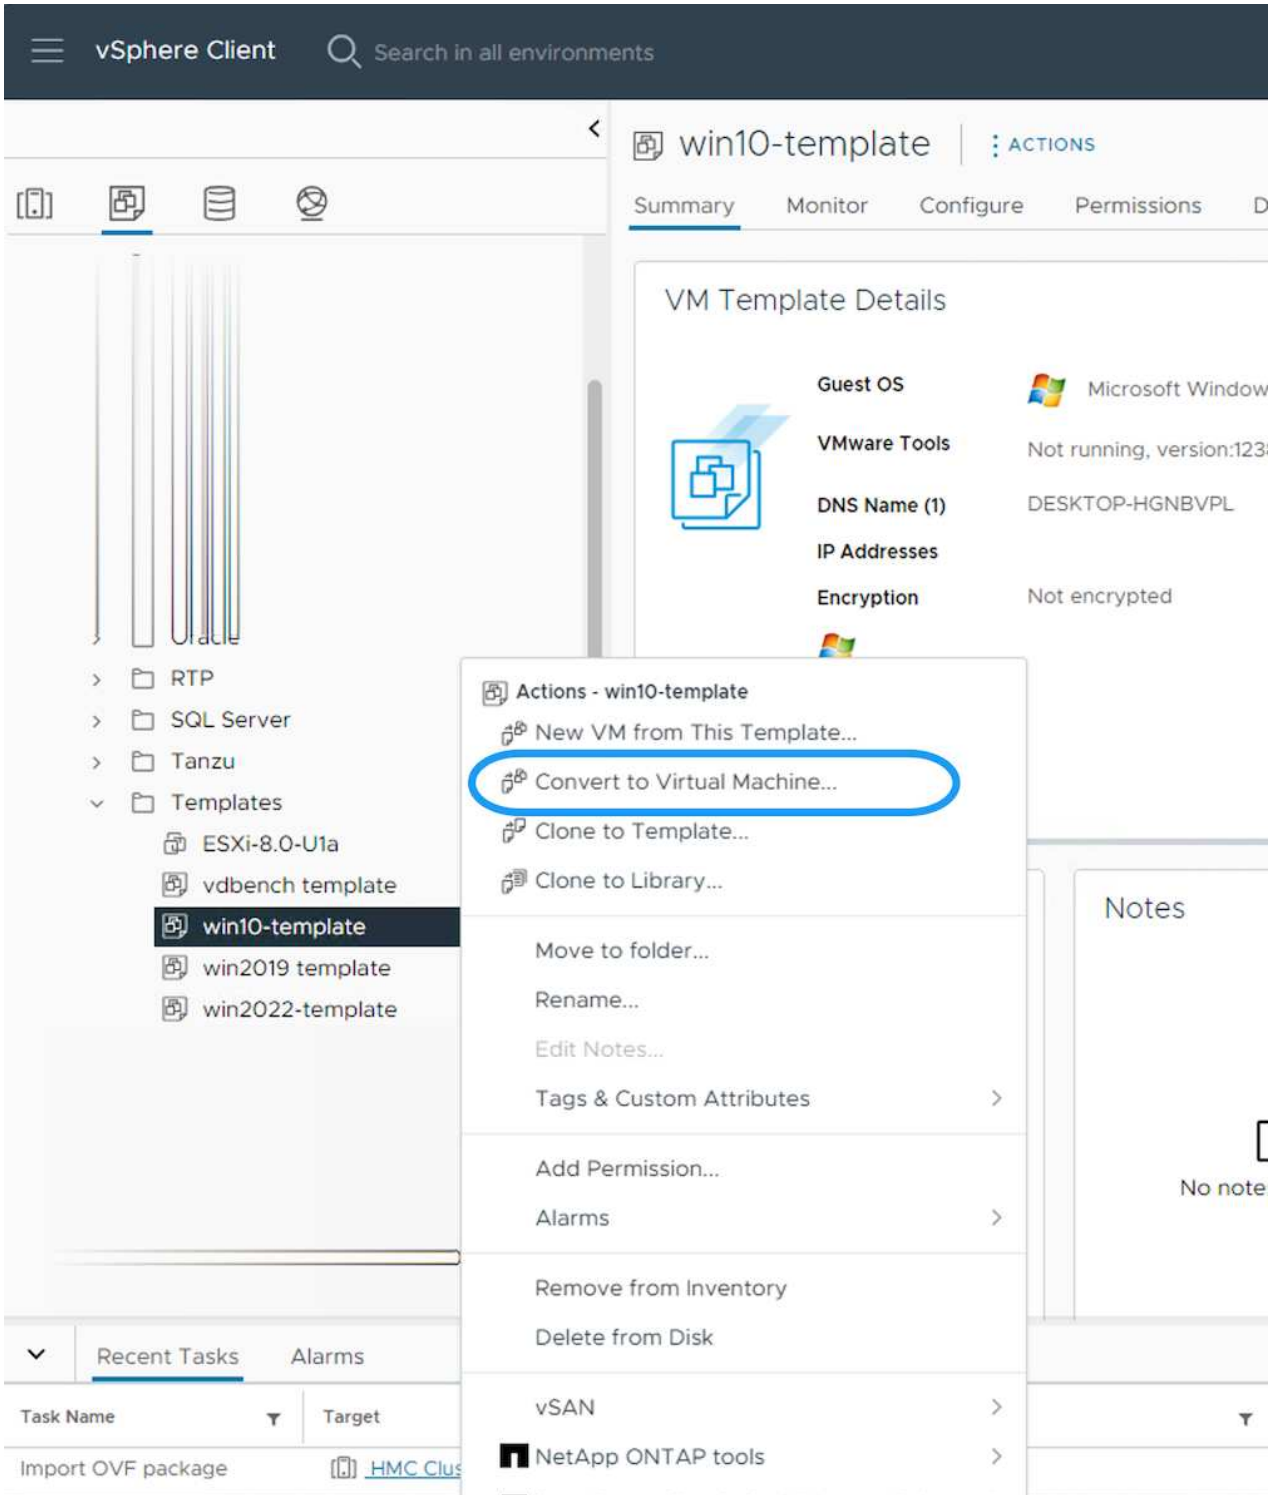 vSphere Client
Search in all environments
win10-template
ACTIONS
Summary Monitor Configure Permissions
VM Template Details
Guest OS
Microsoft Window
VMware Tools
Not running, version:123
DNS Name (1)
DESKTOP-HGNBVPL
IP Addresses
Encryption
Not encrypted
Oracle
RTP
SQL Server
Tanzu
Templates
ESXi-8.0-U1a
vdbench template
win10-template
win2019 template
win2022-template
Actions - win10-template
New VM from This Template...
Convert to Virtual Machine...
Clone to Template...
Clone to Library...
Move to folder...
Rename...
Edit Notes...
Tags & Custom Attributes
Add Permission...
Alarms
Remove from Inventory
Delete from Disk
vSAN
NetApp ONTAP tools
Notes
No note
Recent Tasks Alarms
Task Name Target
Import OVF package HMC Clus